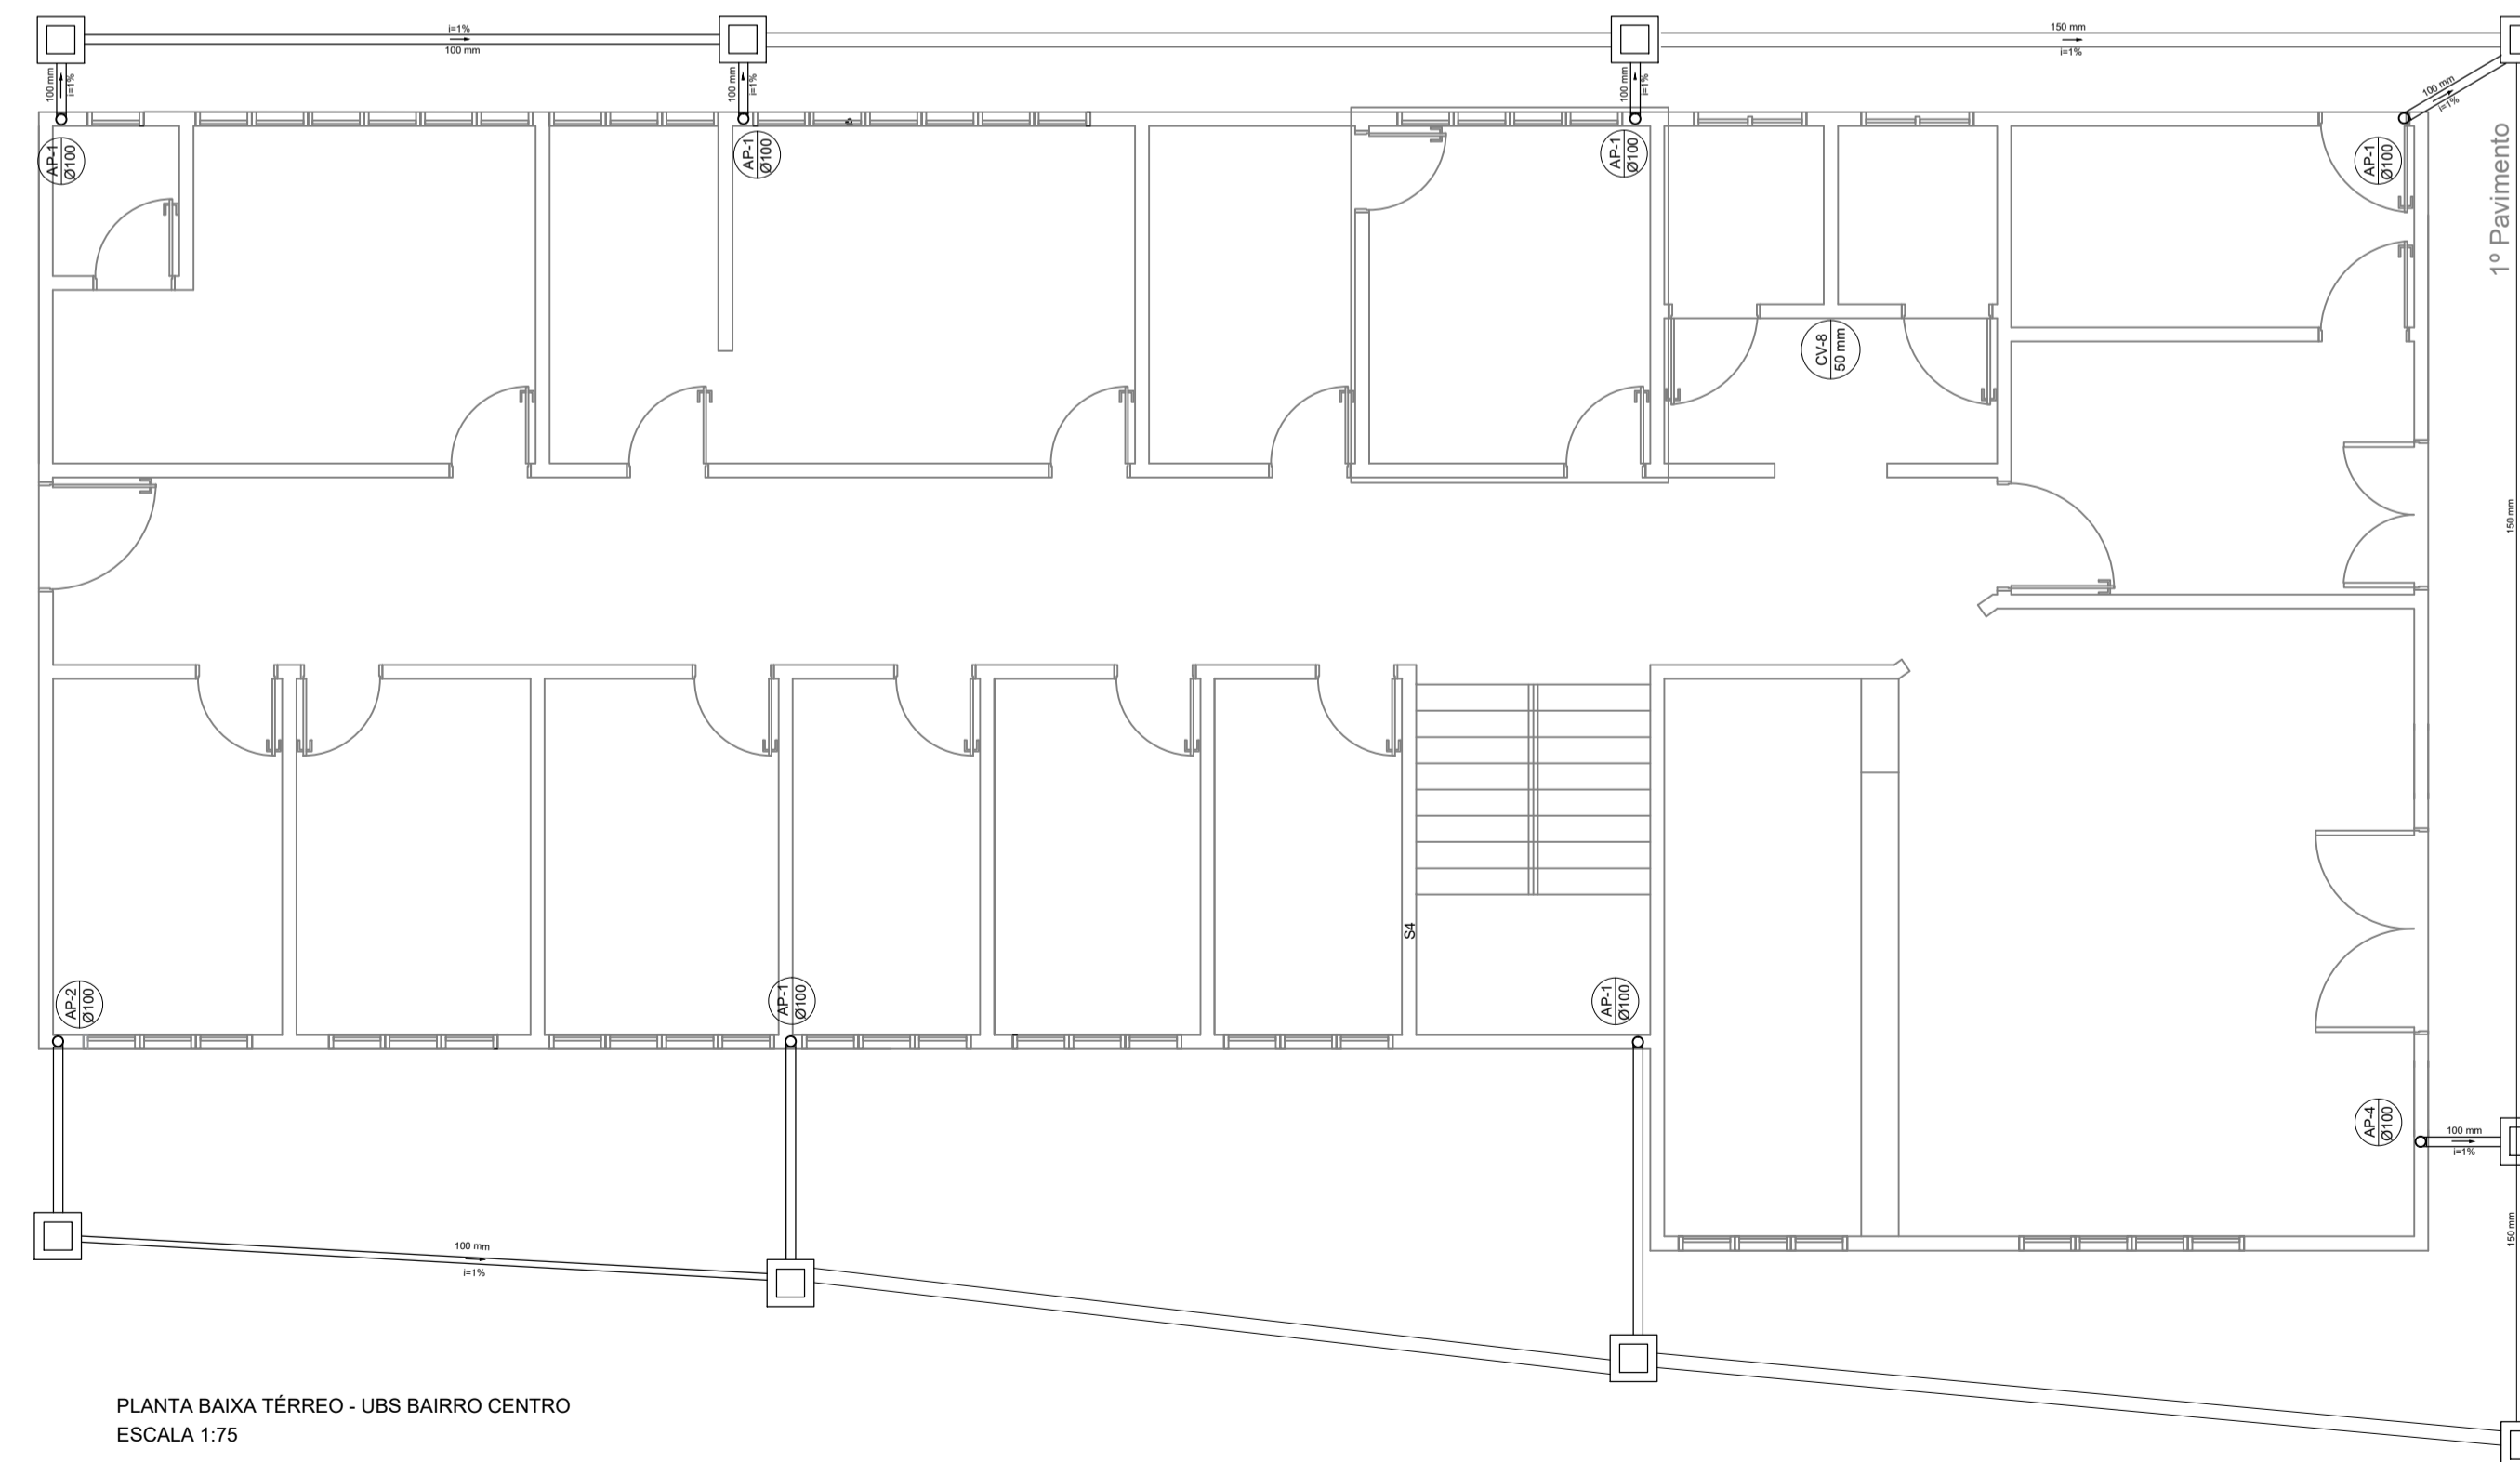 i=1%
100 mm
150 mm
i=1%
100 mm
i=1%
100 mm
i=1%
100 mm
i=1%
100 mm
i=1%
AP-1
Ø100
AP-1
Ø100
AP-1
Ø100
AP-1
Ø100
1º Pavimento
CV-8
50 mm
150 mm
S4
AP-2
Ø100
AP-1
Ø100
AP-1
Ø100
AP-4
Ø100
100 mm
i=1%
150 mm
100 mm
i=1%
PLANTA BAIXA TÉRREO - UBS BAIRRO CENTRO
ESCALA 1:75